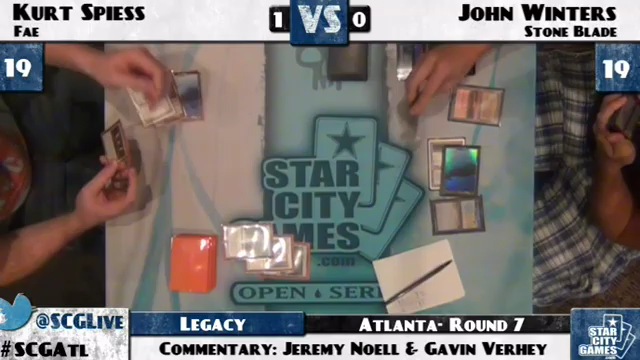 Kurt Spiess
Fae
1 VS 0
John Winters
Stone Blade
19
19
STAR
CITY
GAMES
.com
OPEN SERI
@SCGLive
#SCGAtl
Legacy
Atlanta- Round 7
Commentary: Jeremy Noell & Gavin Verhey
STAR
CITY
GAMES